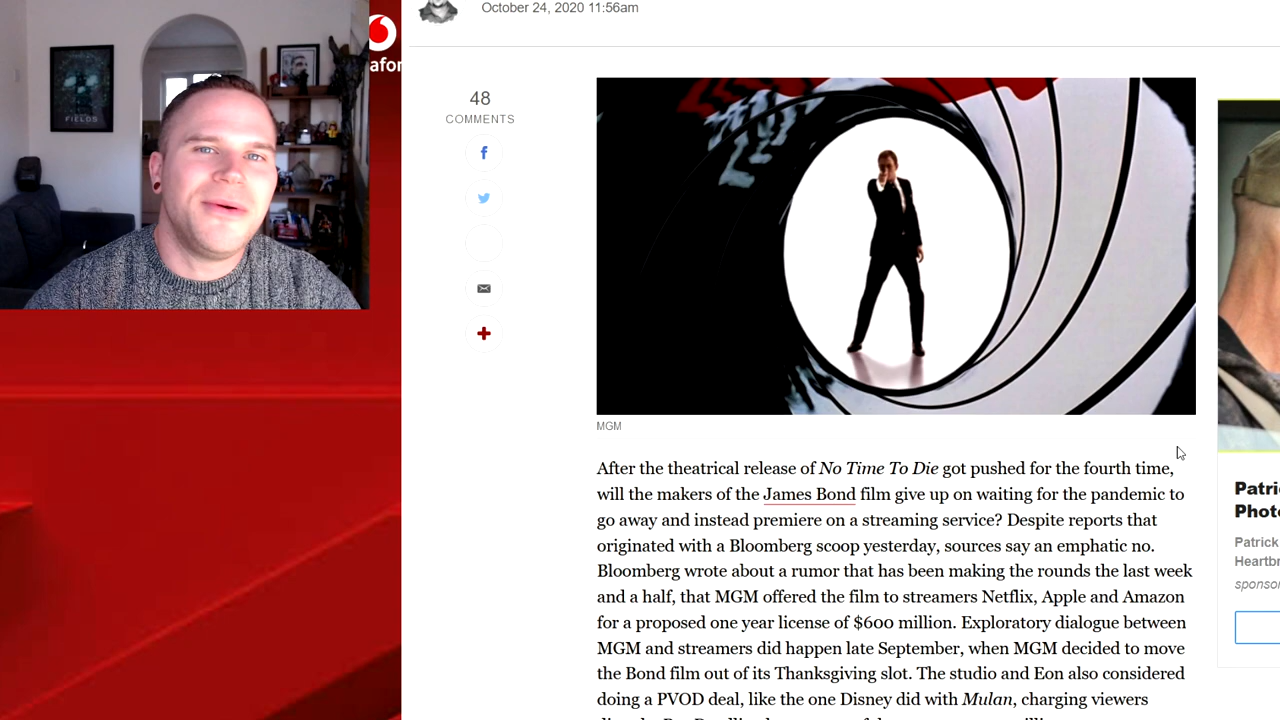 FIELDS
afon
October 24, 2020 11:56am
48
COMMENTS
MGM
After the theatrical release of No Time To Die got pushed for the fourth time,
will the makers of the James Bond film give up on waiting for the pandemic to
go away and instead premiere on a streaming service? Despite reports that
originated with a Bloomberg scoop yesterday, sources say an emphatic no.
Bloomberg wrote about a rumor that has been making the rounds the last week
and a half, that MGM offered the film to streamers Netflix, Apple and Amazon
for a proposed one year license of $600 million. Exploratory dialogue between
MGM and streamers did happen late September, when MGM decided to move
the Bond film out of its Thanksgiving slot. The studio and Eon also considered
doing a PVOD deal, like the one Disney did with Mulan, charging viewers
Patri
Phot
Patrick
Heartbr
sponso